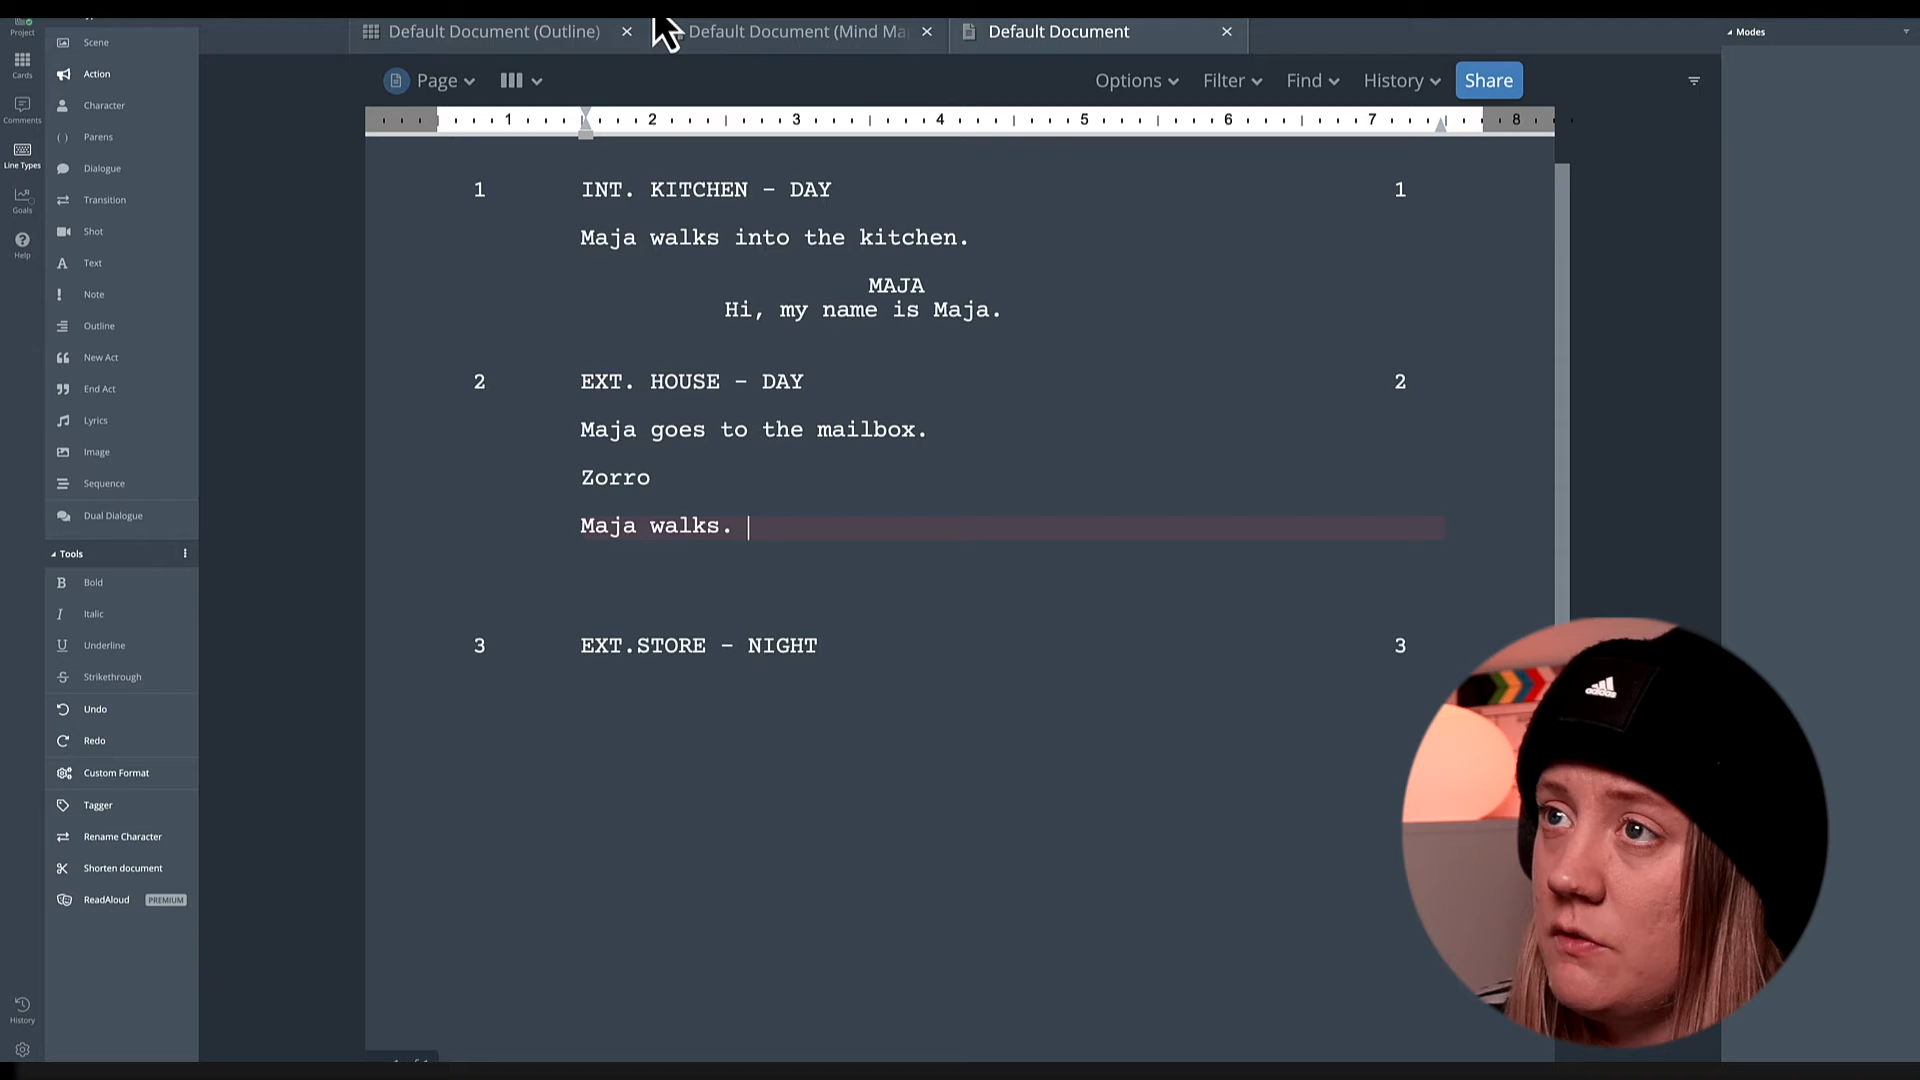 Project
Cards
Comments
Line Types
Goals
Help
History
Scene
Action
Character
Parens
Dialogue
Transition
Shot
Text
Note
Outline
New Act
End Act
Lyrics
Image
Sequence
Dual Dialogue
Tools
Bold
Italic
Underline
Strikethrough
Undo
Redo
Custom Format
Tagger
Rename Character
Shorten document
ReadAloud PREMIUM
Default Document (Outline)
Default Document (Mind Ma
Default Document
Modes
Page
Options
Filter
Find
History
Share
1 2 3 4 5 6 7 8
1 INT. KITCHEN - DAY 1
Maja walks into the kitchen.
MAJA
Hi, my name is Maja.
2 EXT. HOUSE - DAY 2
Maja goes to the mailbox.
Zorro
Maja walks.
3 EXT.STORE - NIGHT 3
adidas